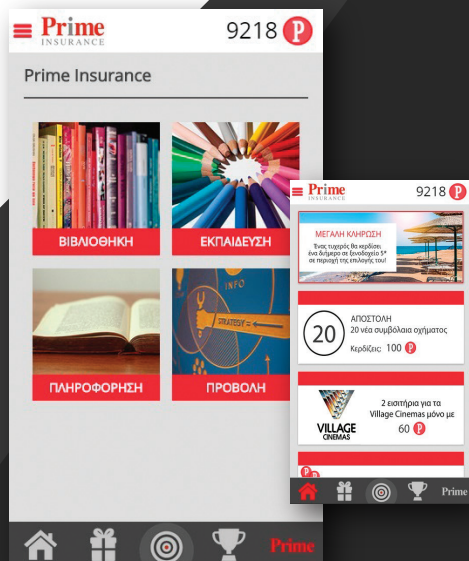 Prime
INSURANCE
9218 P
Prime Insurance
INFO
STRATEGY
ΒΙΒΛΙΟΘΗΚΗ
ΕΚΠΑΙΔΕΥΣΗ
ΠΛΗΡΟΦΟΡΗΣΗ
ΠΡΟΒΟΛΗ
Prime
Prime
INSURANCE
9218 P
ΜΕΓΑΛΗ ΚΛΗΡΩΣΗ
Ένας τυχερός θα κερδίσει
ένα διήμερο σε ξενοδοχείο 5*
σε περιοχή της επιλογής του!
20
ΑΠΟΣΤΟΛΗ
20 νέα συμβόλαια οχήματος
Κερδίζεις: 100 P
VILLAGE
CINEMAS
2 εισιτήρια για τα
Village Cinemas μόνο με
60 P
Prime